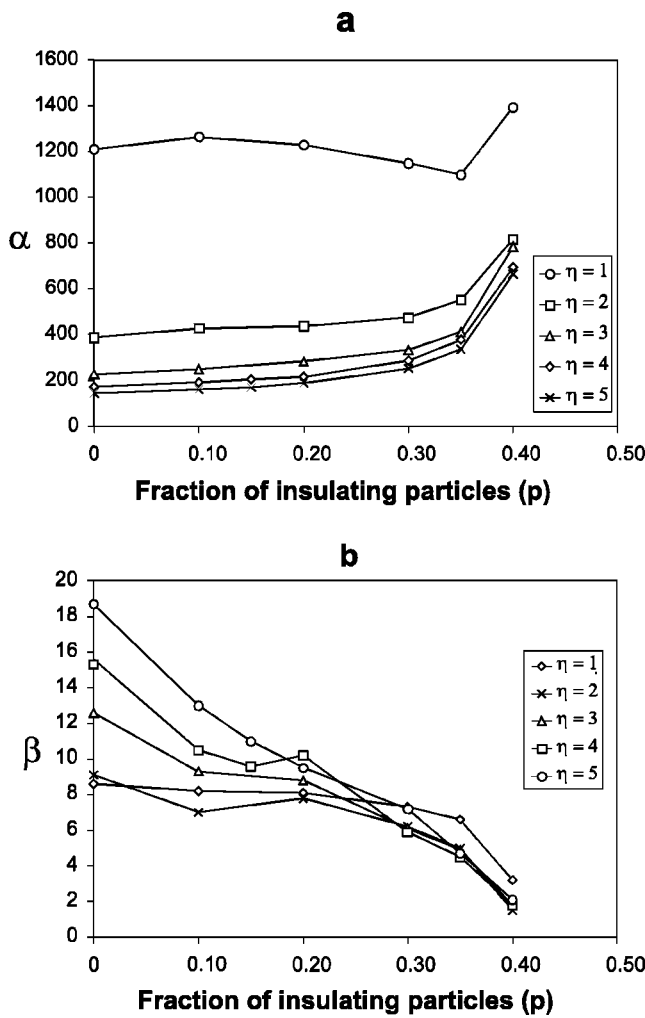 a
1600
1400
1200
1000
800
600
400
200
0
α
η = 1
η = 2
η = 3
η = 4
η = 5
0 0.10 0.20 0.30 0.40 0.50
Fraction of insulating particles (p)
b
20
18
16
14
12
10
8
6
4
2
0
β
η = 1
η = 2
η = 3
η = 4
η = 5
0 0.10 0.20 0.30 0.40 0.50
Fraction of insulating particles (p)